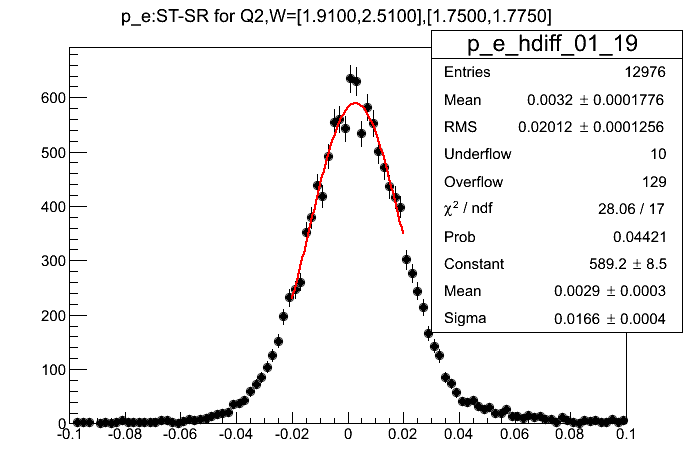 p_e:ST-SR for Q2,W=[1.9100,2.5100],[1.7500,1.7750]
p_e_hdiff_01_19
Entries 12976
Mean 0.0032 ± 0.0001776
RMS 0.02012 ± 0.0001256
Underflow 10
Overflow 129
χ² / ndf 28.06 / 17
Prob 0.04421
Constant 589.2 ± 8.5
Mean 0.0029 ± 0.0003
Sigma 0.0166 ± 0.0004
600
500
400
300
200
100
0
-0.1 -0.08 -0.06 -0.04 -0.02 0 0.02 0.04 0.06 0.08 0.1